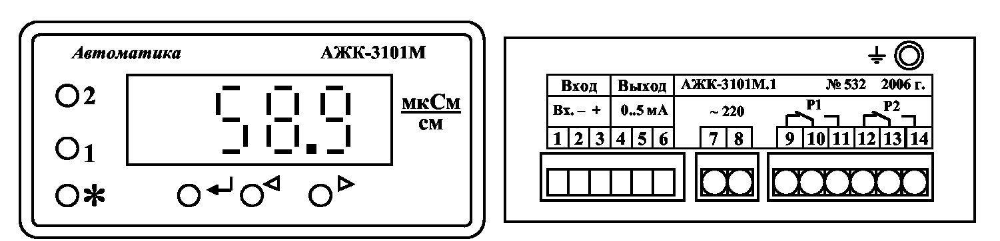 Автоматика АЖК-3101М
2
58.9
мкСм
см
1
*
Вход Выход АЖК-3101М.1 № 532 2006 г.
Вх. – + 0..5 мА ~ 220 Р1 Р2
1 2 3 4 5 6 7 8 9 10 11 12 13 14